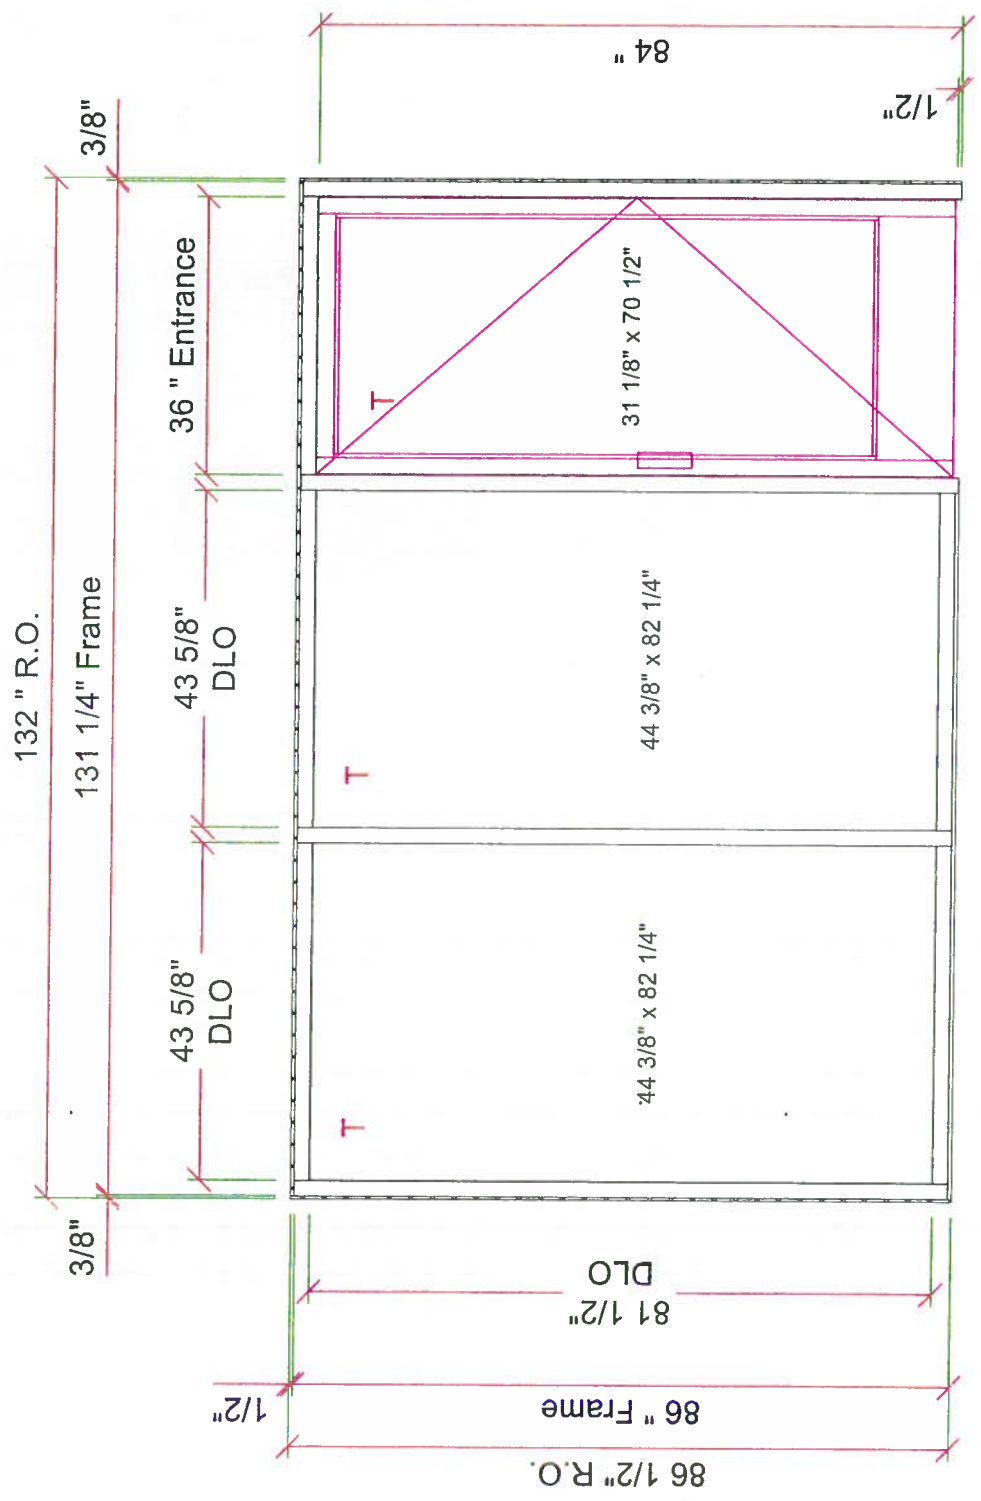 132 " R.O.
131 1/4" Frame
3/8"
3/8"
43 5/8"
DLO
43 5/8"
DLO
36 " Entrance
86 1/2" R.O.
86 " Frame
1/2"
81 1/2"
DLO
84 "
1/2"
T
T
T
44 3/8" x 82 1/4"
44 3/8" x 82 1/4"
31 1/8" x 70 1/2"